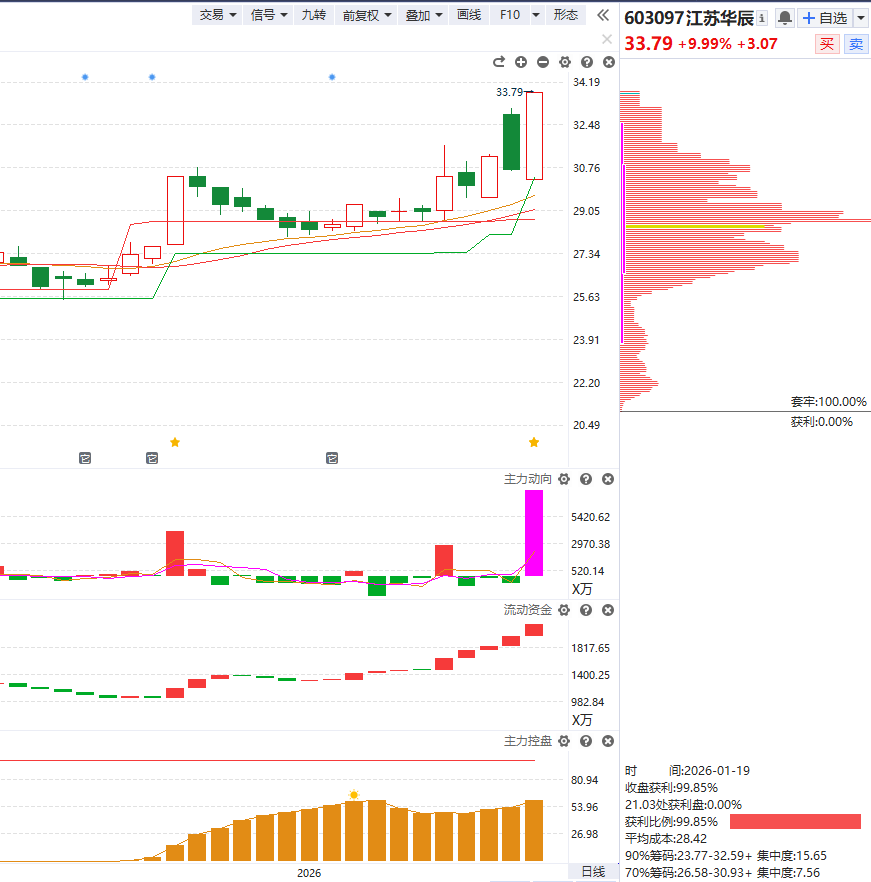 交易 信号 九转 前复权 叠加 画线 F10 形态
603097江苏华辰 自选
33.79 +9.99% +3.07 买 卖
34.19
33.79
32.48
30.76
29.05
27.34
25.63
23.91
22.20
20.49
套牢:100.00%
获利:0.00%
主力动向
5420.62
2970.38
520.14
X万
流动资金
1817.65
1400.25
982.84
X万
主力控盘
80.94
53.96
26.98
2026
日线
时 间:2026-01-19
收盘获利:99.85%
21.03处获利盘:0.00%
获利比例:99.85%
平均成本:28.42
90%筹码:23.77-32.59+ 集中度:15.65
70%筹码:26.58-30.93+ 集中度:7.56